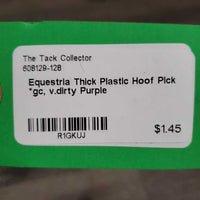 The Tack Collector
608129-128
Equestria Thick Plastic Hoof Pick
*gc, v.dirty Purple
R1GKUJ
$1.45